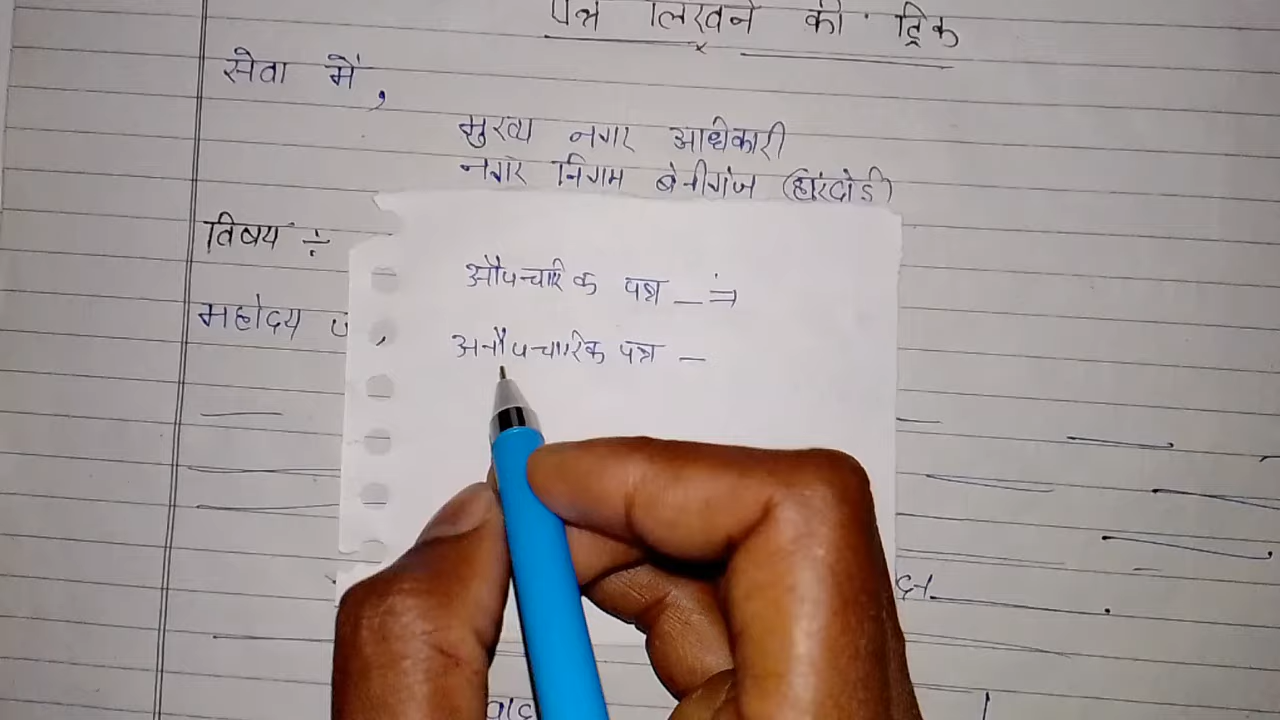 पत्र लिखने की ट्रिक
सेवा में,
मुख्य नगर अधिकारी
नगर निगम बेनीगंज (हरदोई)
विषय ÷
औपचारिक पत्र — ⇒
महोदय
अनौपचारिक पत्र —